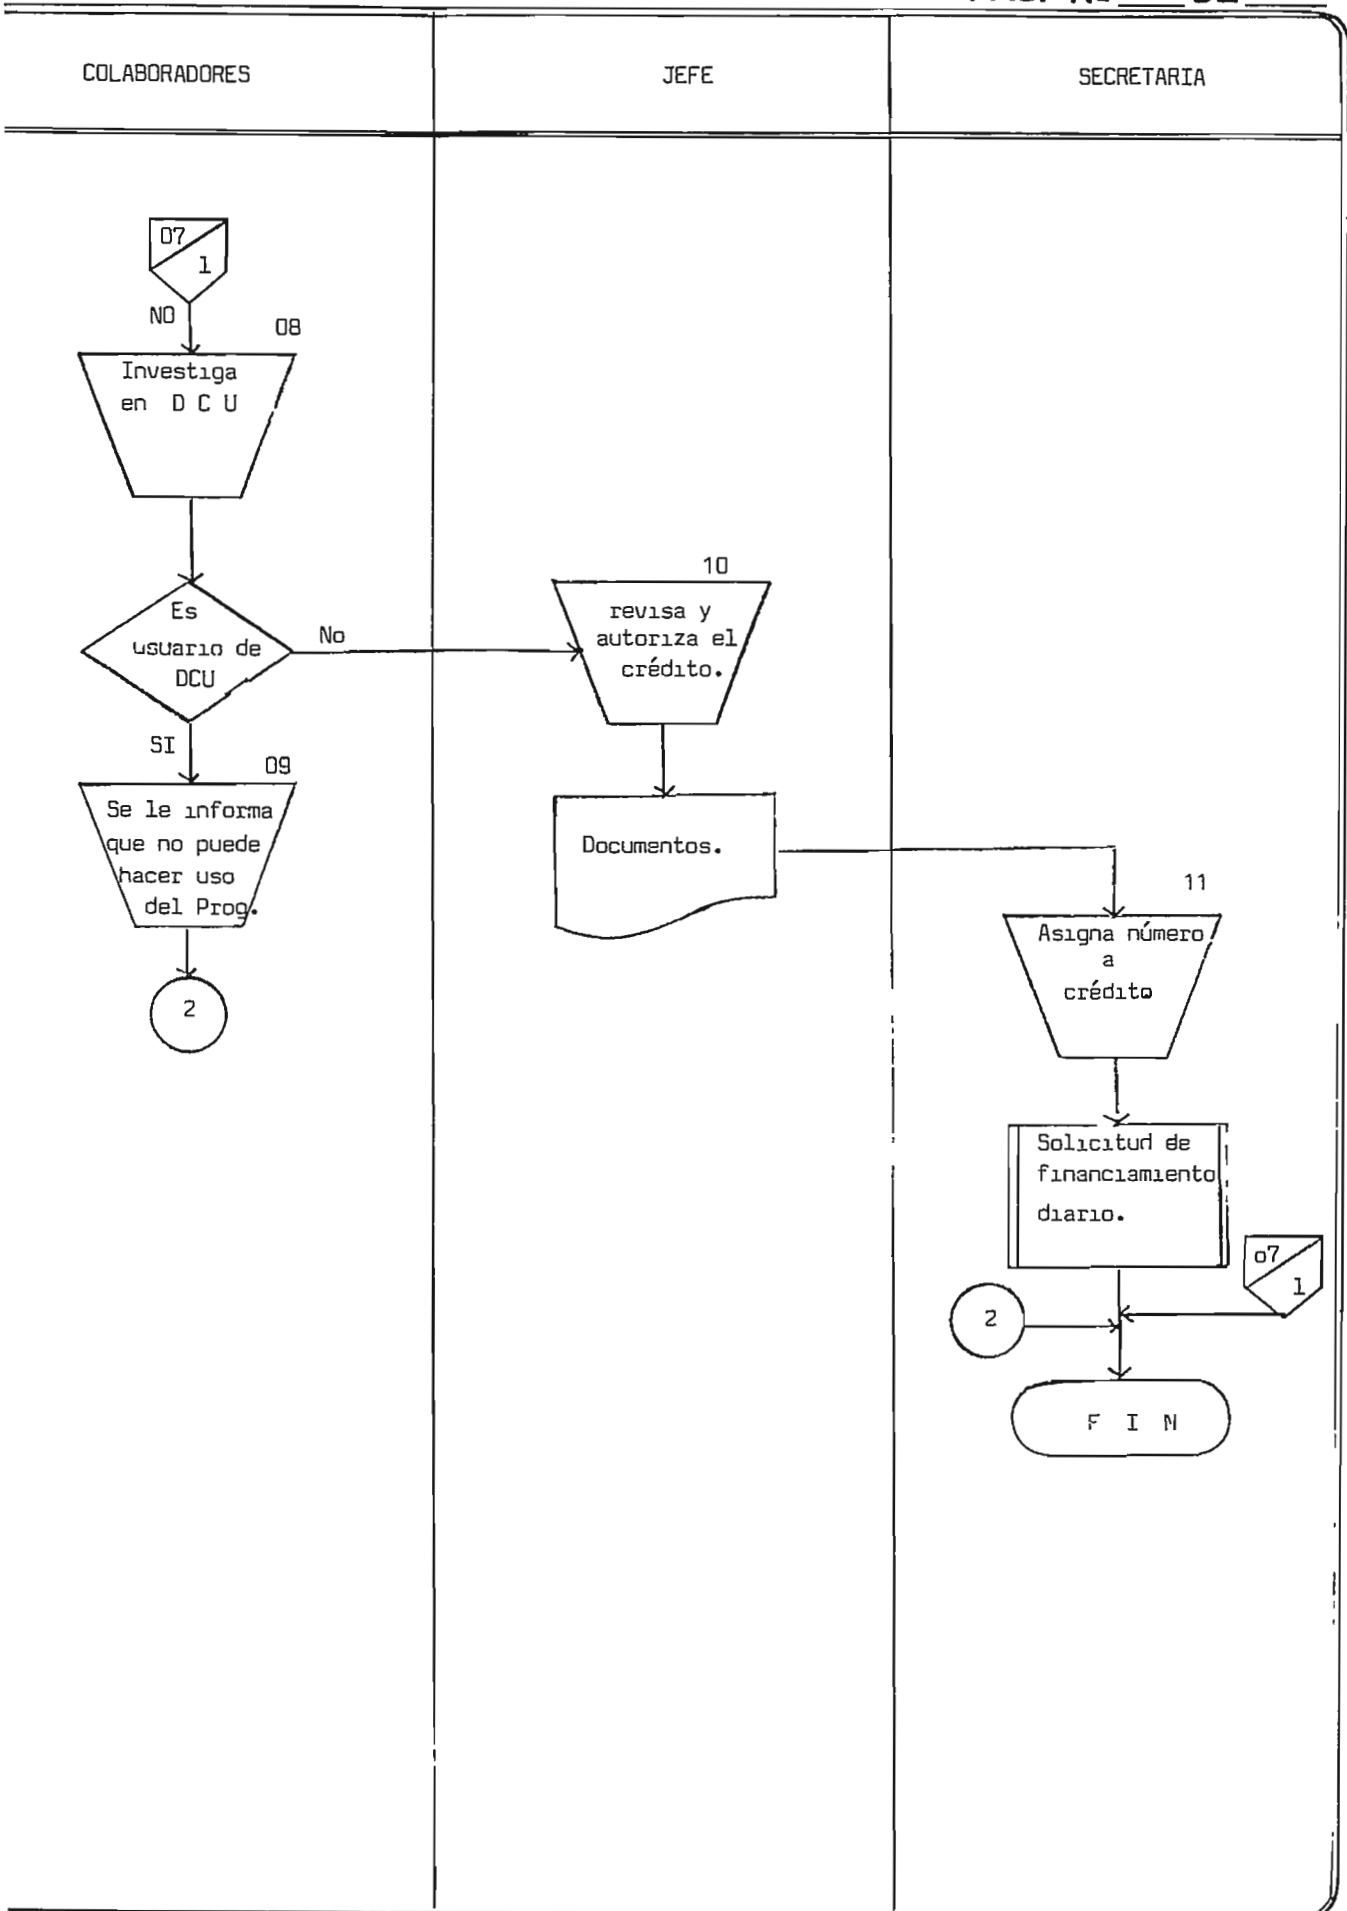 COLABORADORES
JEFE
SECRETARIA
07
1
NO
08
Investiga
en D C U
Es
usuario de
DCU
No
SI
09
Se le informa
que no puede
hacer uso
del Prog.
2
10
revisa y
autoriza el
crédito.
Documentos.
11
Asigna número
a
crédito
Solicitud de
financiamiento
diario.
o7
1
2
F I N